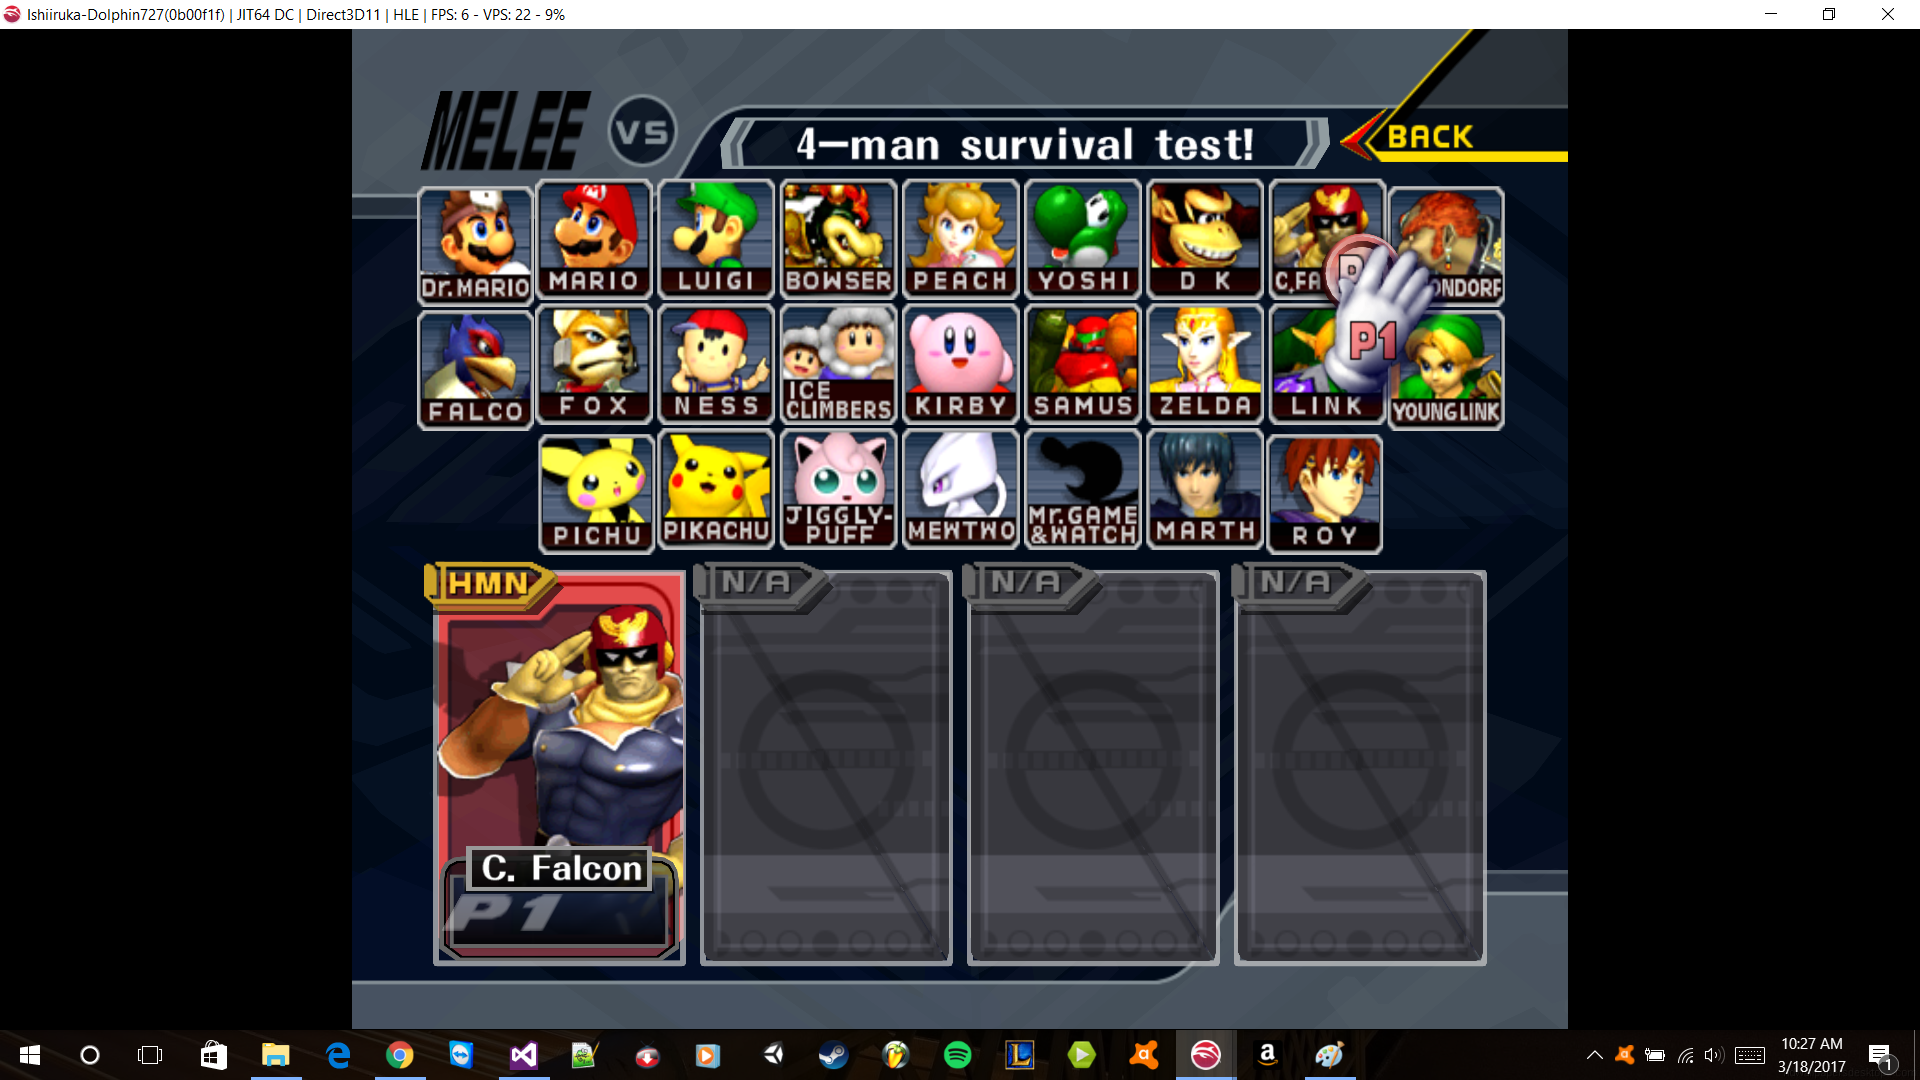 Ishiiruka-Dolphin727(0b00f1f) | JIT64 DC | Direct3D11 | HLE | FPS: 6 - VPS: 22 - 9%
MELEE VS 4-man survival test! BACK
Dr.MARIO MARIO LUIGI BOWSER PEACH YOSHI D K C,FA NDORF
P1
FALCO FOX NESS ICE CLIMBERS KIRBY SAMUS ZELDA LINK YOUNG LINK
PICHU PIKACHU JIGGLY-PUFF MEWTWO Mr.GAME &WATCH MARTH ROY
HMN N/A N/A N/A
C. Falcon
P1
10:27 AM
3/18/2017
1